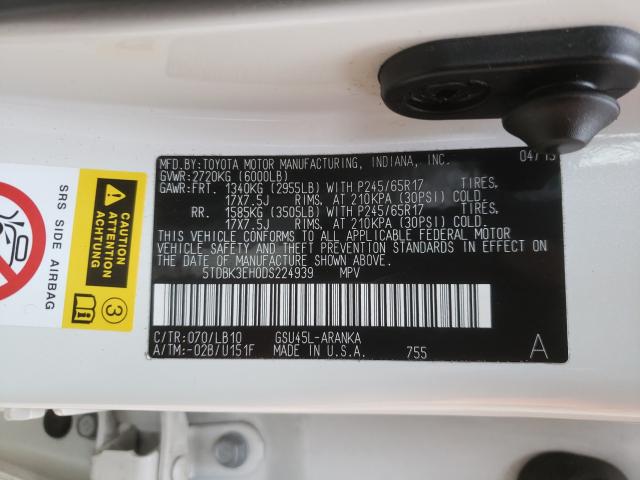 MFD.BY:TOYOTA MOTOR MANUFACTURING, INDIANA, INC. 04/13
GVWR:2720KG (6000LB)
GAWR:FRT. 1340KG (2955LB) WITH P245/65R17 TIRES,
17X7.5J RIMS, AT 210KPA (30PSI) COLD
RR. 1585KG (3505LB) WITH P245/65R17 TIRES,
17X7.5J RIMS, AT 210KPA (30PSI) COLD
THIS VEHICLE CONFORMS TO ALL APPLICABLE FEDERAL MOTOR
VEHICLE SAFETY AND THEFT PREVENTION STANDARDS IN EFFECT ON
THE DATE OF MANUFACTURE SHOWN ABOVE.
5TDBK3EH0DS224939 MPV
C/TR:070/LB10 GSU45L-ARANKA
A/TM:-02B/U151F MADE IN U.S.A. 755 A
SRS SIDE AIRBAG
CAUTION
ACHTUNG
ATTENTION
3